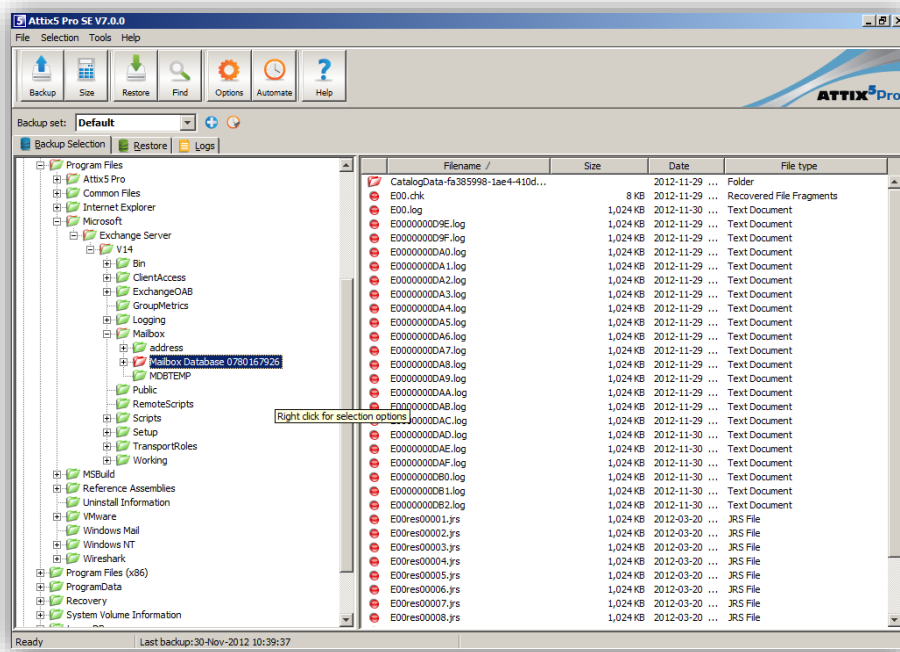 Attix5 Pro SE V7.0.0
File Selection Tools Help
Backup Size Restore Find Options Automate Help
ATTIX5Pro
Backup set: Default
Backup Selection Restore Logs
Program Files
Attix5 Pro
Common Files
Internet Explorer
Microsoft
Exchange Server
V14
Bin
ClientAccess
ExchangeOAB
GroupMetrics
Logging
Mailbox
address
Mailbox Database 0780167926
MDBTEMP
Public
RemoteScripts
Scripts
Setup
TransportRoles
Working
MSBuild
Reference Assemblies
Uninstall Information
VMware
Windows Mail
Windows NT
Wireshark
Program Files (x86)
ProgramData
Recovery
System Volume Information
Right click for selection options
Filename / Size Date File type
CatalogData-fa385998-1ae4-410d... 2012-11-29 ... Folder
E00.chk 8 KB 2012-11-29 ... Recovered File Fragments
E00.log 1,024 KB 2012-11-30 ... Text Document
E0000000D9E.log 1,024 KB 2012-11-29 ... Text Document
E0000000D9F.log 1,024 KB 2012-11-29 ... Text Document
E0000000DA0.log 1,024 KB 2012-11-29 ... Text Document
E0000000DA1.log 1,024 KB 2012-11-29 ... Text Document
E0000000DA2.log 1,024 KB 2012-11-29 ... Text Document
E0000000DA3.log 1,024 KB 2012-11-29 ... Text Document
E0000000DA4.log 1,024 KB 2012-11-29 ... Text Document
E0000000DA5.log 1,024 KB 2012-11-29 ... Text Document
E0000000DA6.log 1,024 KB 2012-11-29 ... Text Document
E0000000DA7.log 1,024 KB 2012-11-29 ... Text Document
E0000000DA8.log 1,024 KB 2012-11-29 ... Text Document
E0000000DA9.log 1,024 KB 2012-11-29 ... Text Document
E0000000DAA.log 1,024 KB 2012-11-29 ... Text Document
E0000000DAB.log 1,024 KB 2012-11-29 ... Text Document
0000000DAC.log 1,024 KB 2012-11-29 ... Text Document
E0000000DAD.log 1,024 KB 2012-11-30 ... Text Document
E0000000DAE.log 1,024 KB 2012-11-30 ... Text Document
E0000000DAF.log 1,024 KB 2012-11-30 ... Text Document
E0000000DB0.log 1,024 KB 2012-11-30 ... Text Document
E0000000DB1.log 1,024 KB 2012-11-30 ... Text Document
E0000000DB2.log 1,024 KB 2012-11-30 ... Text Document
E00res00001.jrs 1,024 KB 2012-03-20 ... JRS File
E00res00002.jrs 1,024 KB 2012-03-20 ... JRS File
E00res00003.jrs 1,024 KB 2012-03-20 ... JRS File
E00res00004.jrs 1,024 KB 2012-03-20 ... JRS File
E00res00005.jrs 1,024 KB 2012-03-20 ... JRS File
E00res00006.jrs 1,024 KB 2012-03-20 ... JRS File
E00res00007.jrs 1,024 KB 2012-03-20 ... JRS File
E00res00008.jrs 1,024 KB 2012-03-20 ... JRS File
Ready Last backup:30-Nov-2012 10:39:37